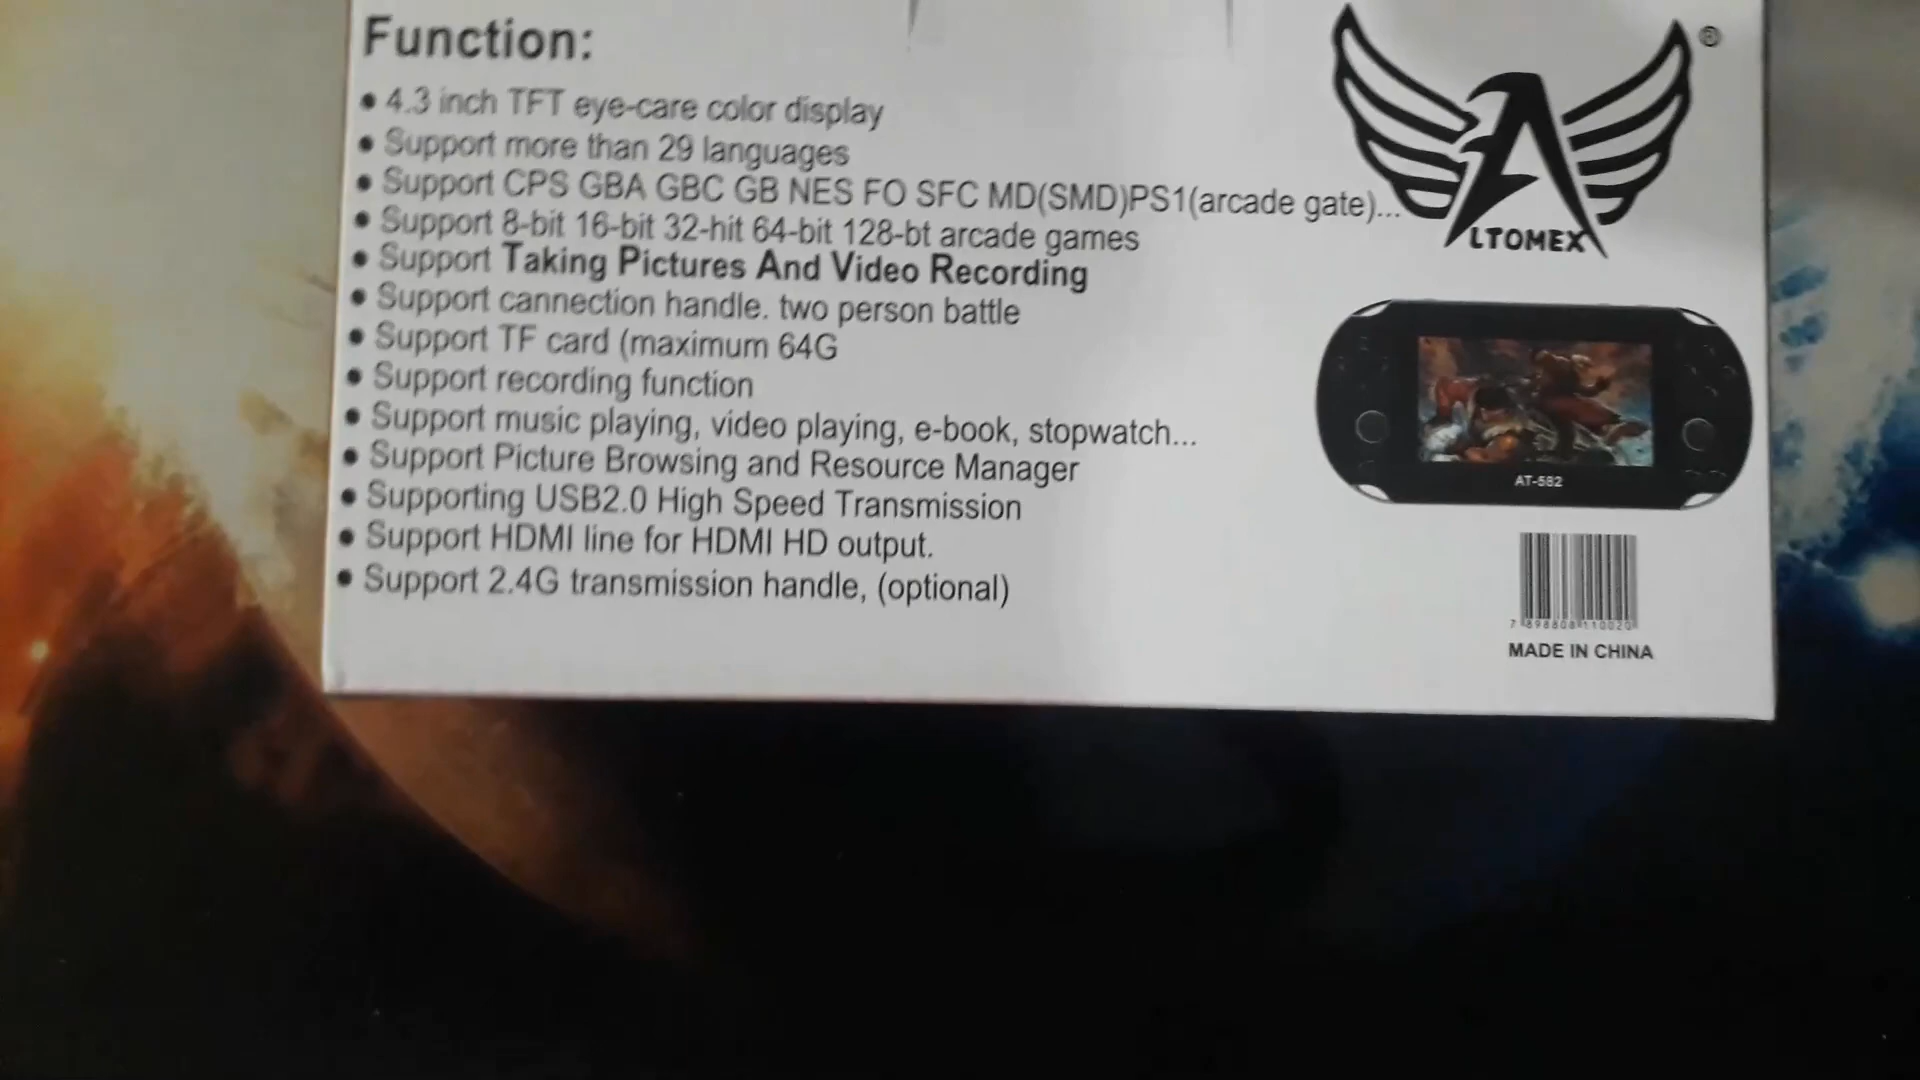 Function:
• 4.3 inch TFT eye-care color display
• Support more than 29 languages
• Support CPS GBA GBC GB NES FO SFC MD(SMD)PS1(arcade gate)...
• Support 8-bit 16-bit 32-hit 64-bit 128-bt arcade games
• Support Taking Pictures And Video Recording
• Support cannection handle. two person battle
• Support TF card (maximum 64G
• Support recording function
• Support music playing, video playing, e-book, stopwatch...
• Support Picture Browsing and Resource Manager
• Supporting USB2.0 High Speed Transmission
• Support HDMI line for HDMI HD output.
• Support 2.4G transmission handle, (optional)
®
ALTOMEX
AT-582
7 898808 110020
MADE IN CHINA